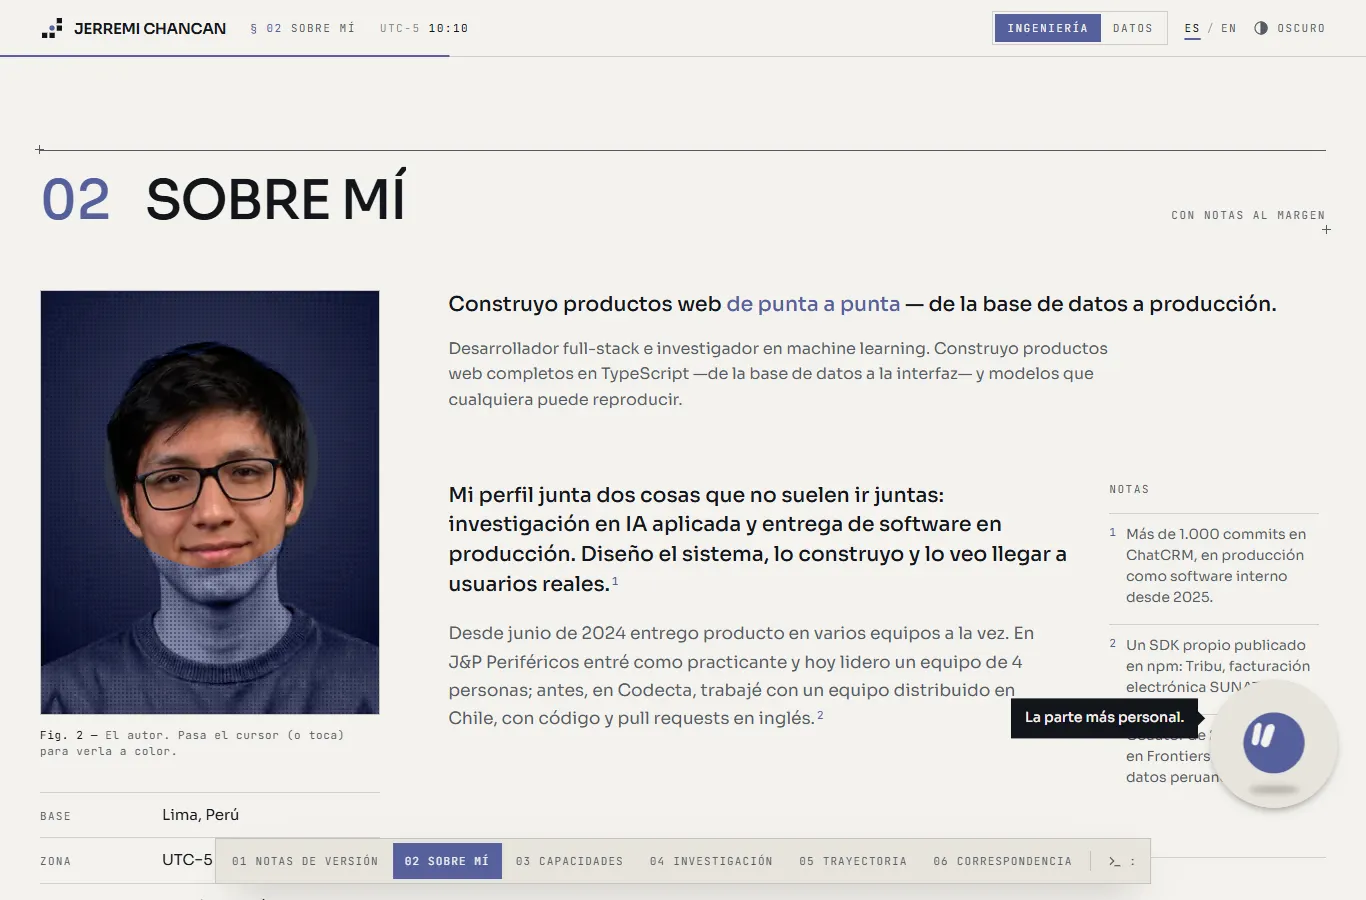 JERREMI CHANCAN
§ 02 SOBRE MÍ
UTC-5 10:10
INGENIERÍA
DATOS
ES / EN
OSCURO
02 SOBRE MÍ
CON NOTAS AL MARGEN
Construyo productos web de punta a punta — de la base de datos a producción.
Desarrollador full-stack e investigador en machine learning. Construyo productos
web completos en TypeScript —de la base de datos a la interfaz— y modelos que
cualquiera puede reproducir.
Mi perfil junta dos cosas que no suelen ir juntas:
investigación en IA aplicada y entrega de software en
producción. Diseño el sistema, lo construyo y lo veo llegar a
usuarios reales.1
Desde junio de 2024 entrego producto en varios equipos a la vez. En
J&P Periféricos entré como practicante y hoy lidero un equipo de 4
personas; antes, en Codecta, trabajé con un equipo distribuido en
Chile, con código y pull requests en inglés.2
NOTAS
1 Más de 1.000 commits en
ChatCRM, en producción
como software interno
desde 2025.
2 Un SDK propio publicado
en npm: Tribu, facturación
electrónica
en Frontiers
datos
La parte más personal.
Fig. 2 — El autor. Pasa el cursor (o toca)
para verla a color.
BASE Lima, Perú
ZONA UTC-5
01 NOTAS DE VERSIÓN
02 SOBRE MÍ
03 CAPACIDADES
04 INVESTIGACIÓN
05 TRAYECTORIA
06 CORRESPONDENCIA
>_ :